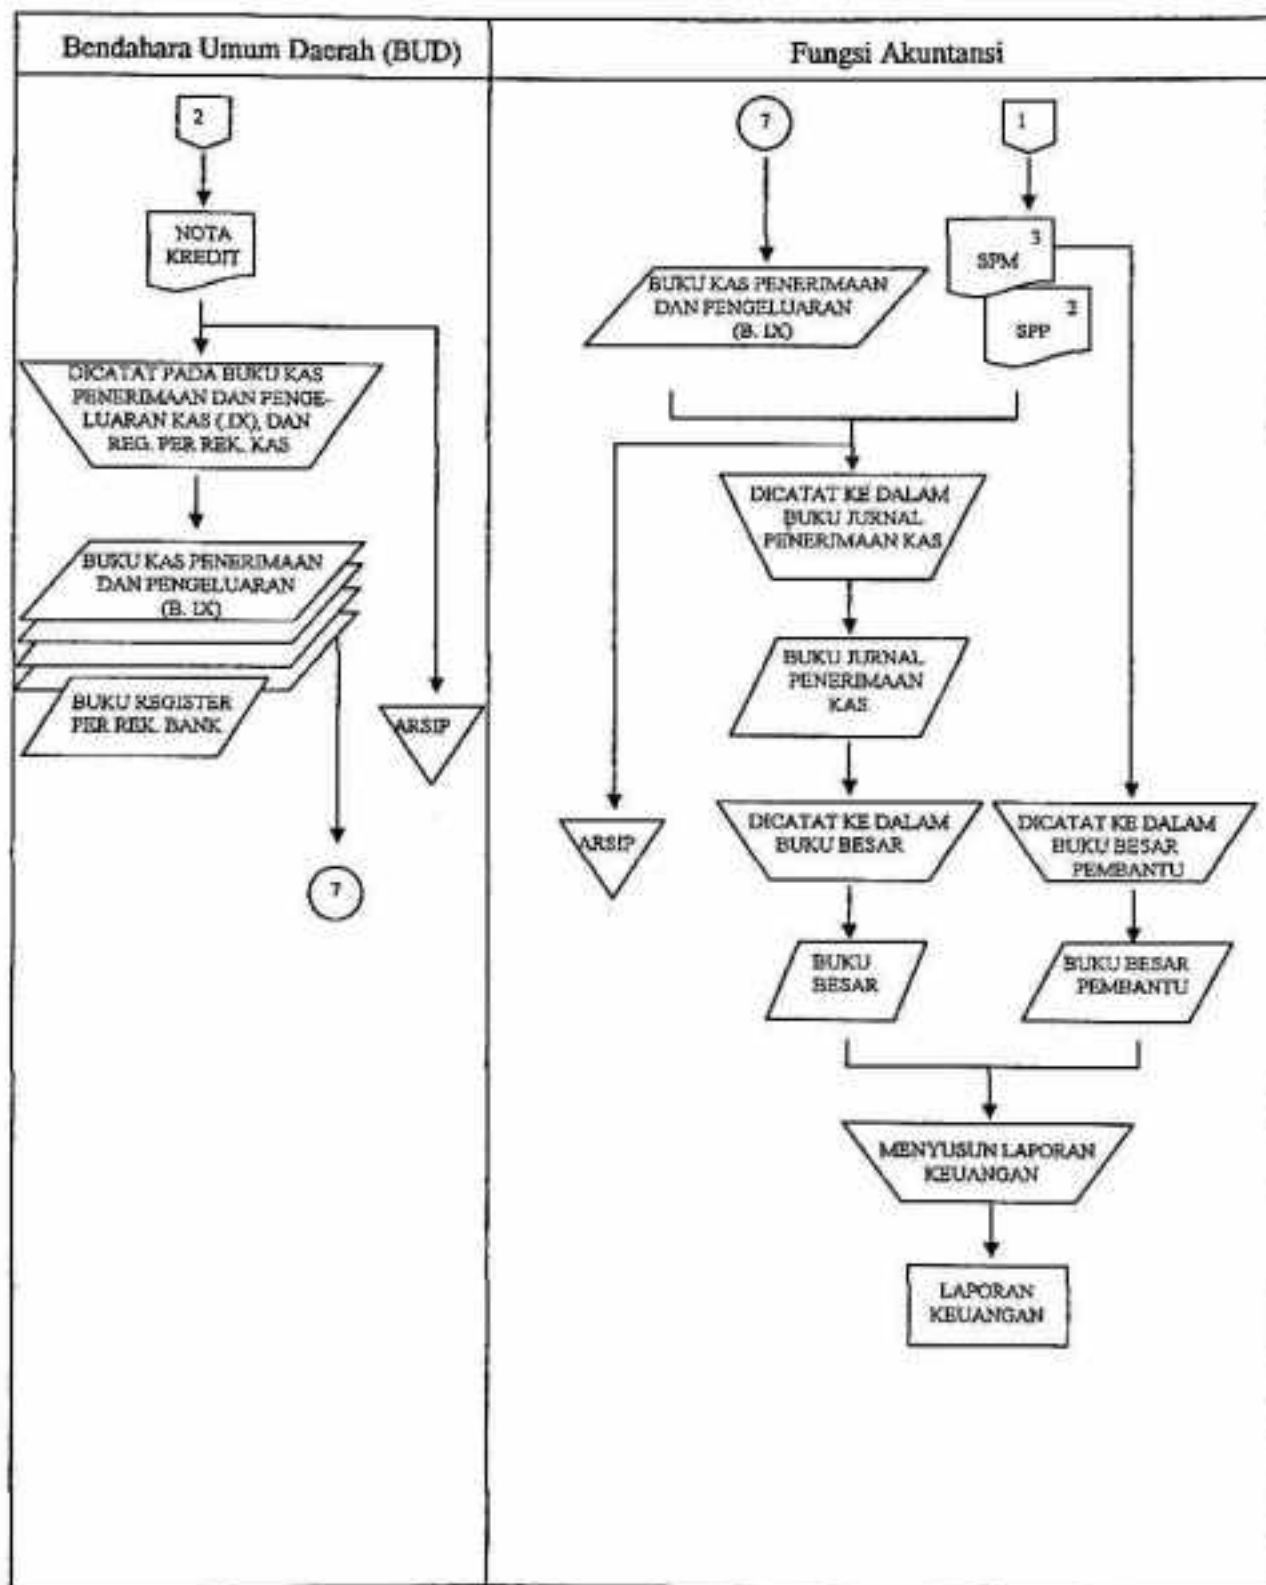 Bendahara Umum Daerah (BUD)
Fungsi Akuntansi
2
NOTA
KREDIT
DICATAT PADA BUKU KAS
PENERIMAAN DAN PENGE-
LUARAN KAS (.IX), DAN
REG. PER REK. KAS
BUKU KAS PENERIMAAN
DAN PENGELUARAN
(B. IX)
BUKU REGISTER
PER REK. BANK
ARSIP
7
7
1
BUKU KAS PENERIMAAN
DAN PENGELUARAN
(B. IX)
3
SPM
2
SPP
DICATAT KE DALAM
BUKU JURNAL
PENERIMAAN KAS
BUKU JURNAL
PENERIMAAN
KAS
ARSIP
DICATAT KE DALAM
BUKU BESAR
DICATAT KE DALAM
BUKU BESAR
PEMBANTU
BUKU
BESAR
BUKU BESAR
PEMBANTU
MENYUSUN LAPORAN
KEUANGAN
LAPORAN
KEUANGAN